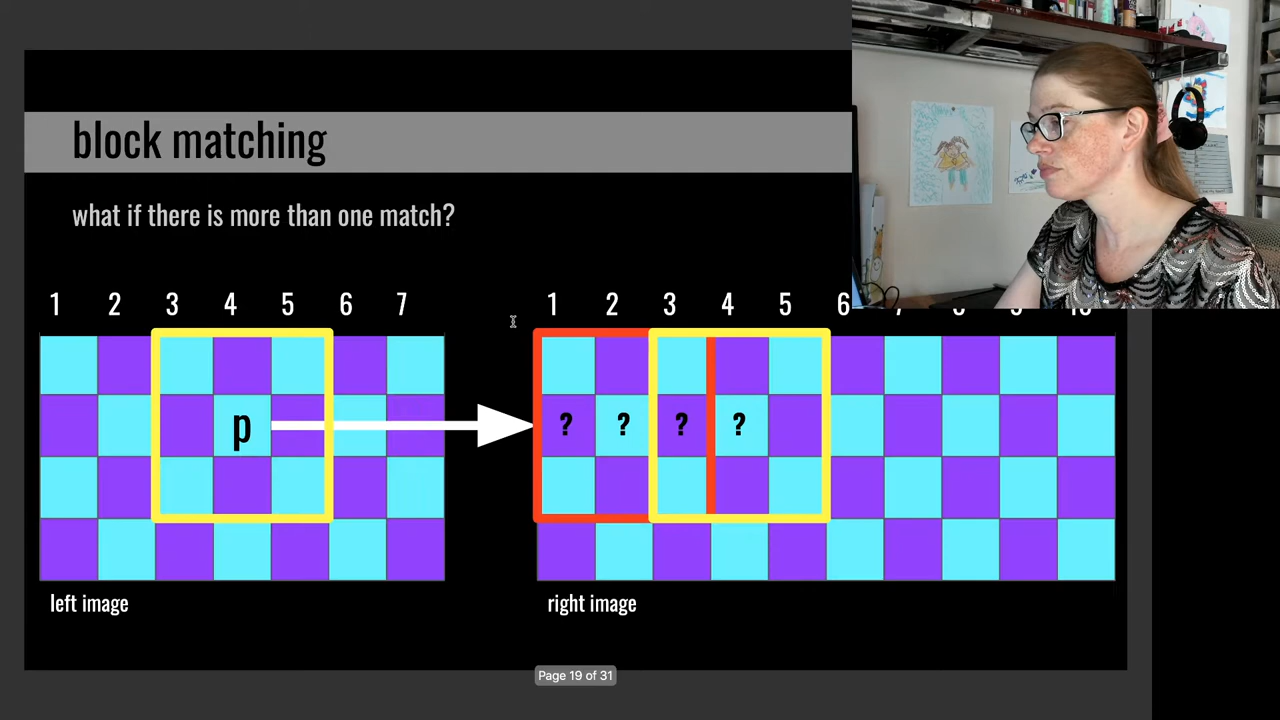 block matching
what if there is more than one match?
1 2 3 4 5 6 7
1 2 3 4 5 6
p
? ? ? ?
left image
right image
Page 19 of 31